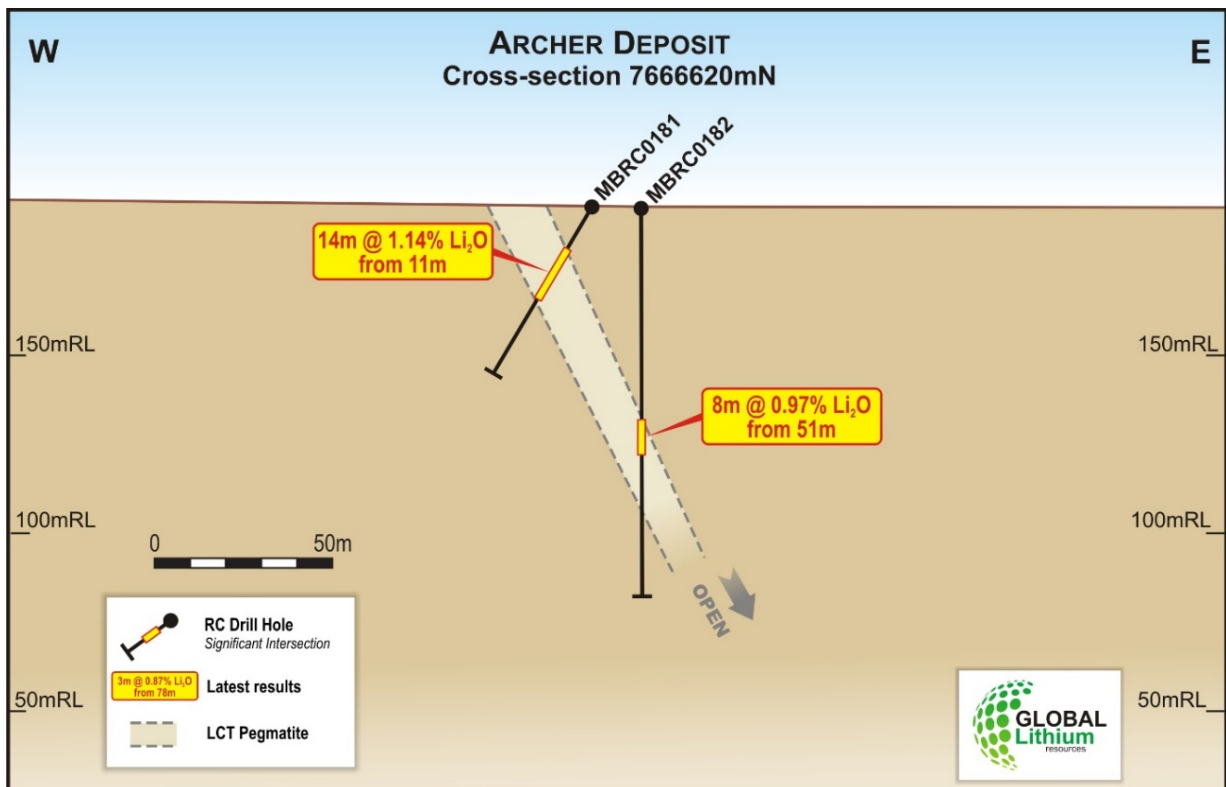 W
ARCHER DEPOSIT
E
Cross-section 7666620mN
MBRC0181
MBRC0182
14m @ 1.14% Li₂O
from 11m
150mRL
150mRL
8m @ 0.97% Li₂O
from 51m
100mRL
100mRL
0 50m
OPEN
RC Drill Hole
Significant Intersection
3m @ 0.87% Li₂O
from 78m
Latest results
LCT Pegmatite
50mRL
50mRL
GLOBAL
Lithium
resources